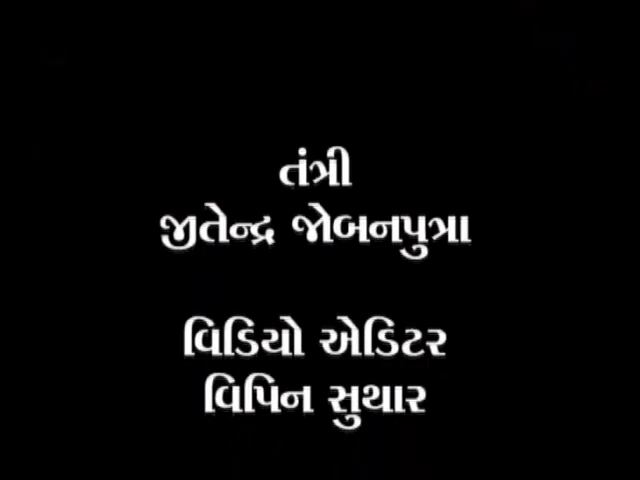 તંત્રી
જીતેન્દ્ર જોબનપુત્રા
વિડિયો એડિટર
વિપિન સુથાર